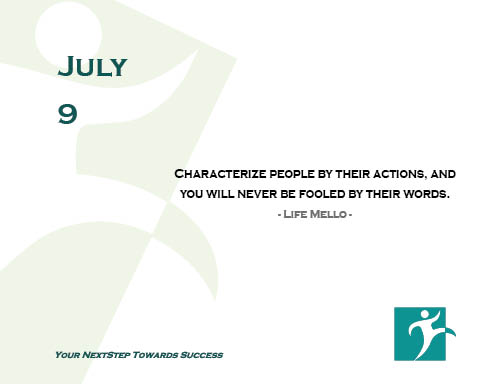 July
9
Characterize people by their actions, and
you will never be fooled by their words.
- Life Mello -
Your NextStep Towards Success